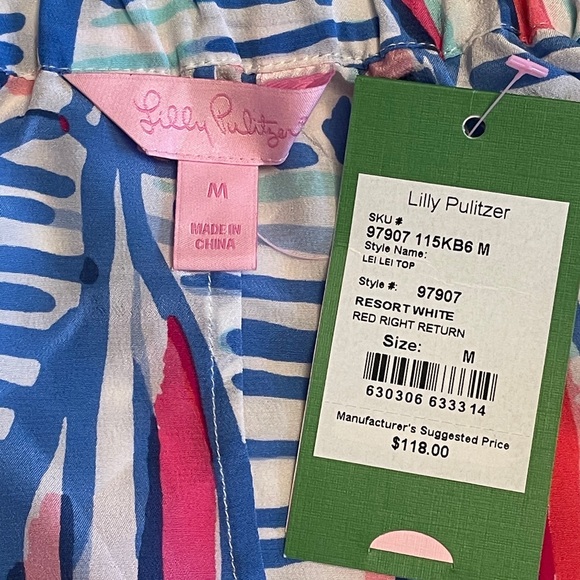 Lilly Pulitzer
M
MADE IN
CHINA
Lilly Pulitzer
SKU #
97907 115KB6 M
Style Name:
LEI LEI TOP
Style #: 97907
RESORT WHITE
RED RIGHT RETURN
Size: M
630306 633314
Manufacturer's Suggested Price
$118.00